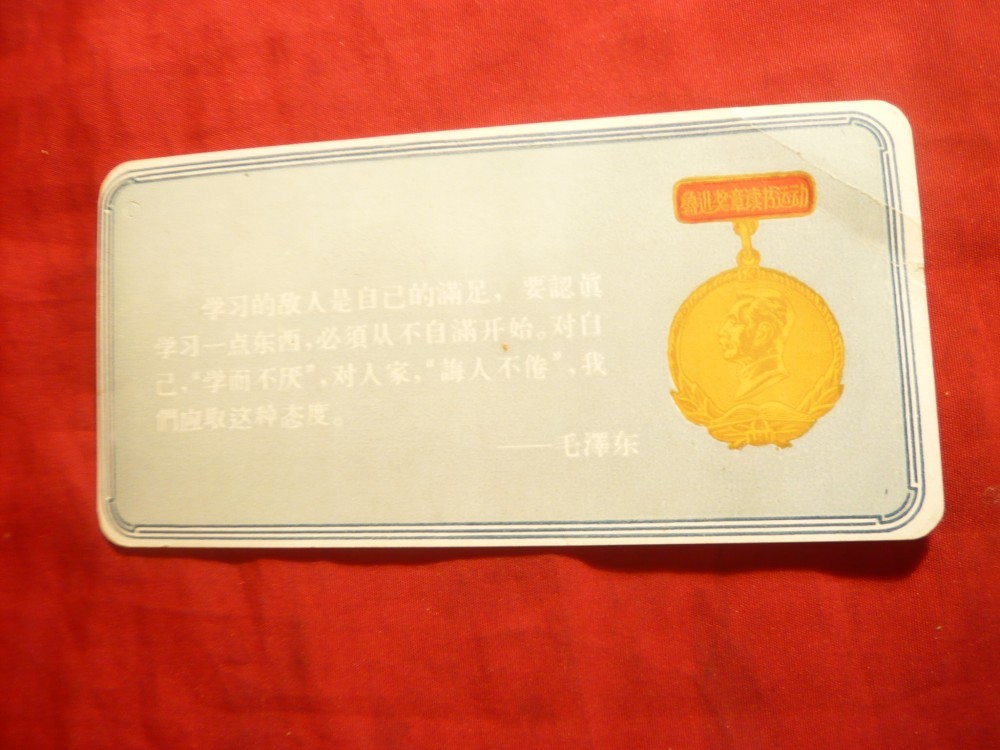 鲁迅奖章读书运动
学习的敌人是自己的滿足，要認眞
学习一点东西，必須从不自滿开始。对自
己，“学而不厌”，对人家，“誨人不倦”，我
們应取这种态度。
——毛澤东